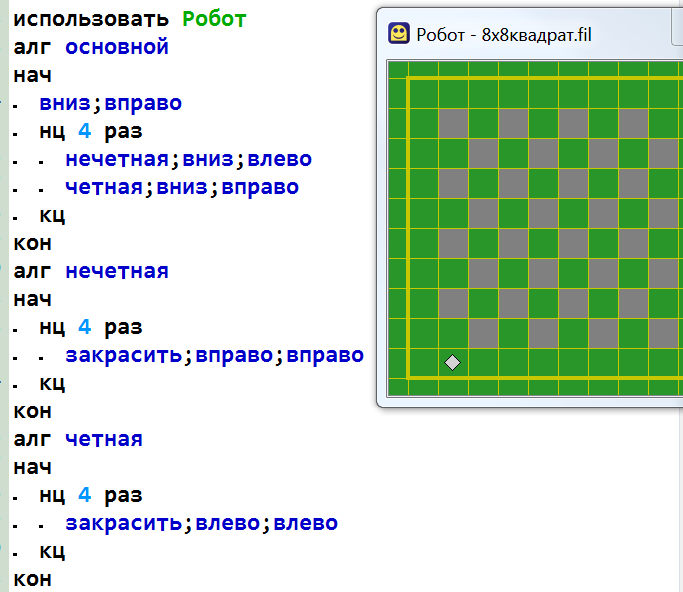 использовать Робот
алг основной
нач
. вниз;вправо
. нц 4 раз
. . нечетная;вниз;влево
. . четная;вниз;вправо
. кц
кон
алг нечетная
нач
. нц 4 раз
. . закрасить;вправо;вправо
. кц
кон
алг четная
нач
. нц 4 раз
. . закрасить;влево;влево
. кц
кон
Робот - 8x8квадрат.fil